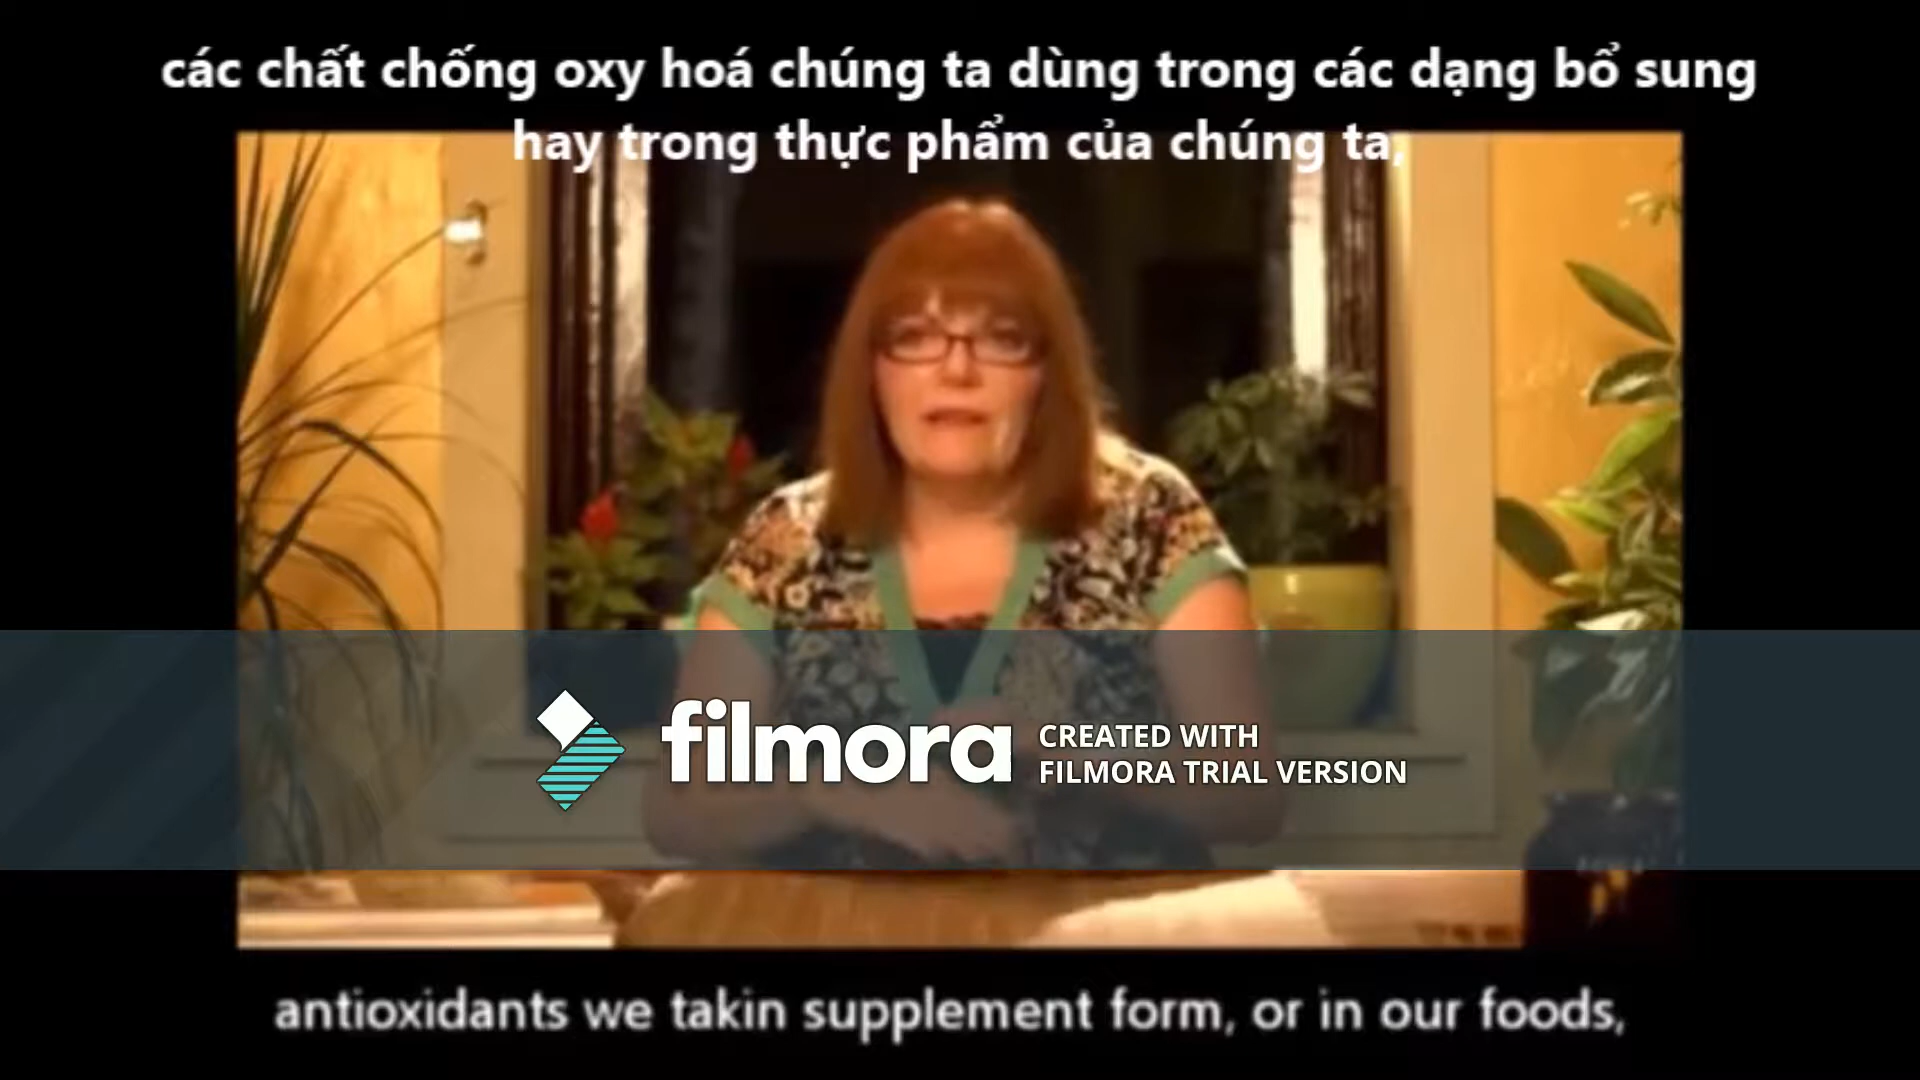 các chất chống oxy hoá chúng ta dùng trong các dạng bổ sung
hay trong thực phẩm của chúng ta,
filmora
CREATED WITH
FILMORA TRIAL VERSION
antioxidants we takin supplement form, or in our foods,